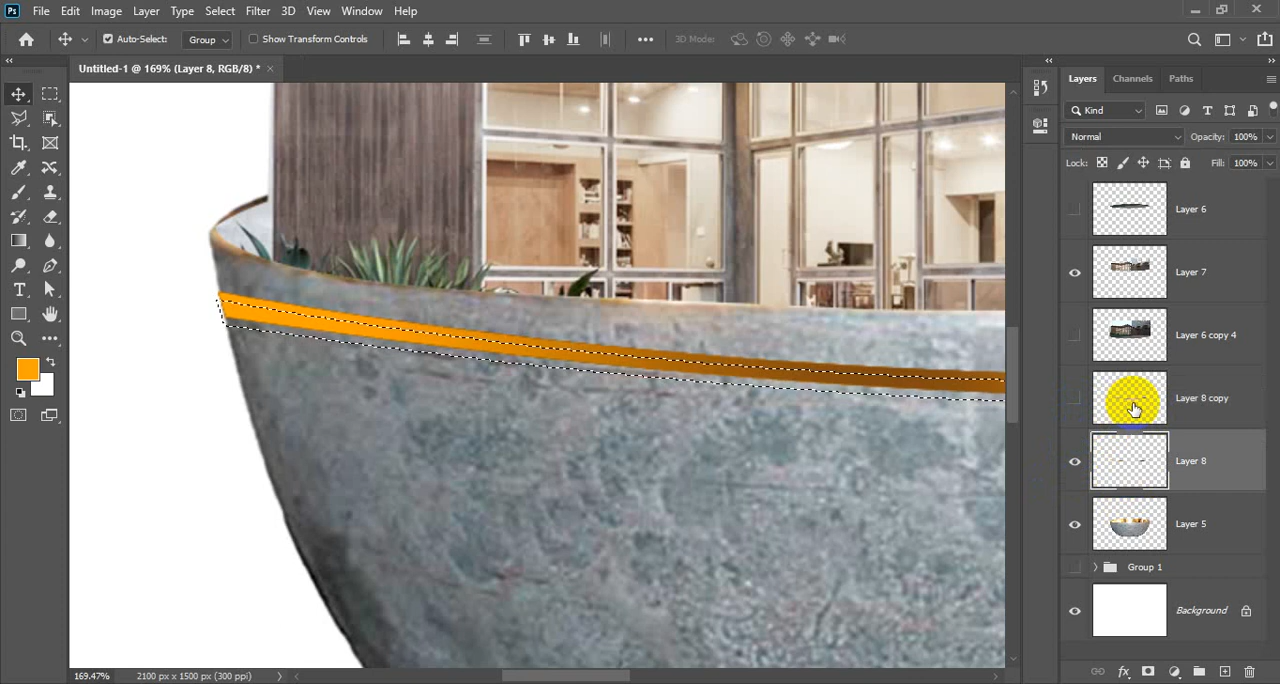 Ps File Edit Image Layer Type Select Filter 3D View Window Help
Auto-Select: Group Show Transform Controls 3D Mode:
Untitled-1 @ 169% (Layer 8, RGB/8) *
Layers Channels Paths
Kind
Normal Opacity: 100%
Lock: Fill: 100%
Layer 6
Layer 7
Layer 6 copy 4
Layer 8 copy
Layer 8
Layer 5
Group 1
Background
169.47% 2100 px x 1500 px (300 ppi)